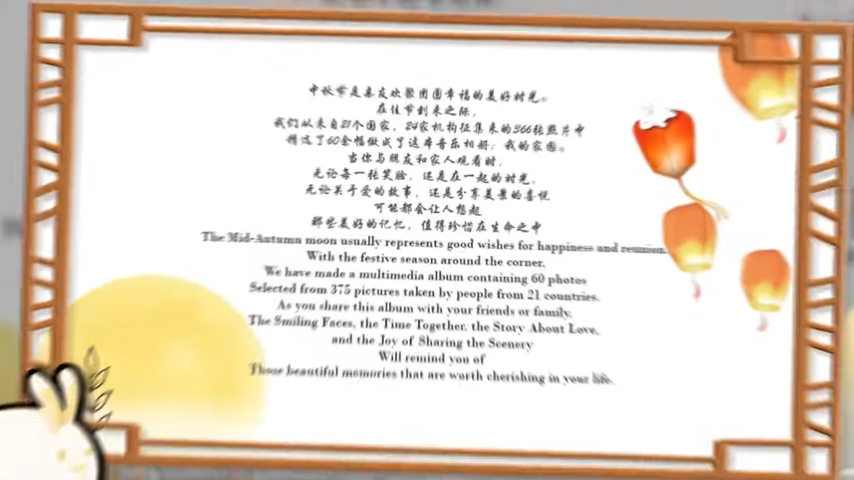 中秋节是亲友欢聚团圆幸福的美好时光。
在佳节到来之际，
我们从来自21个国家，24家机构征集来的366张照片中
精选了60余幅做成了这本音乐相册：我的家园。
当你与朋友和家人观看时，
无论每一张笑脸，还是在一起的时光。
无论关于爱的故事，还是分享美景的喜悦
可能都会让人想起
那些美好的记忆，值得珍惜在生命之中
The Mid-Autumn moon usually represents good wishes for happiness and reunion.
With the festive season around the corner,
We have made a multimedia album containing 60 photos
Selected from 375 pictures taken by people from 21 countries.
As you share this album with your friends or family,
The Smiling Faces, the Time Together, the Story About Love,
and the Joy of Sharing the Scenery
Will remind you of
Those beautiful memories that are worth cherishing in your life.